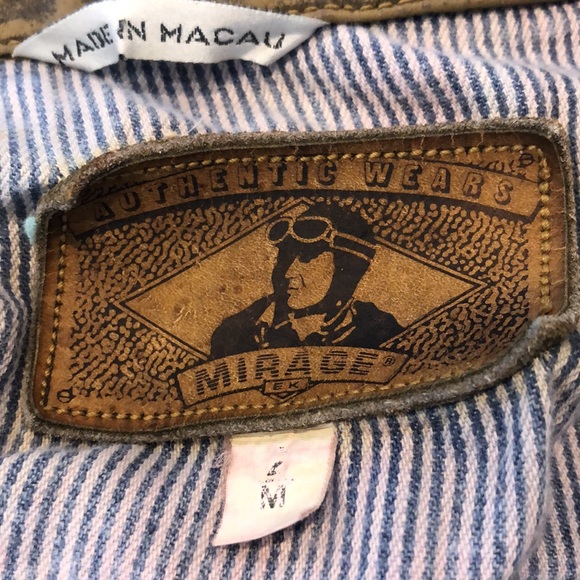 MADE IN MACAU
AUTHENTIC WEARS
MIRAGE®
EK
M